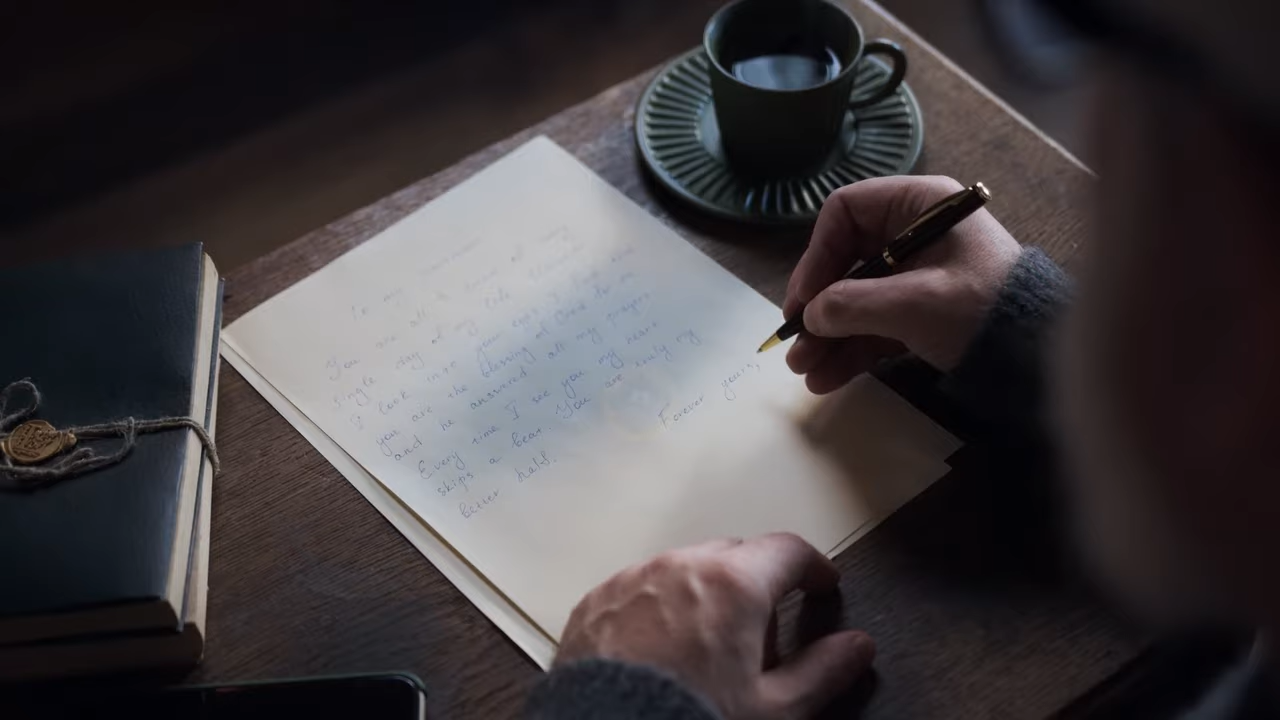 To my
You are all I
single day of my life
I look into your eyes
you are the blessing of God
and he answered all my prayers
Every time I see you my heart
skips a beat. You are truly my
better half.
Forever yours,